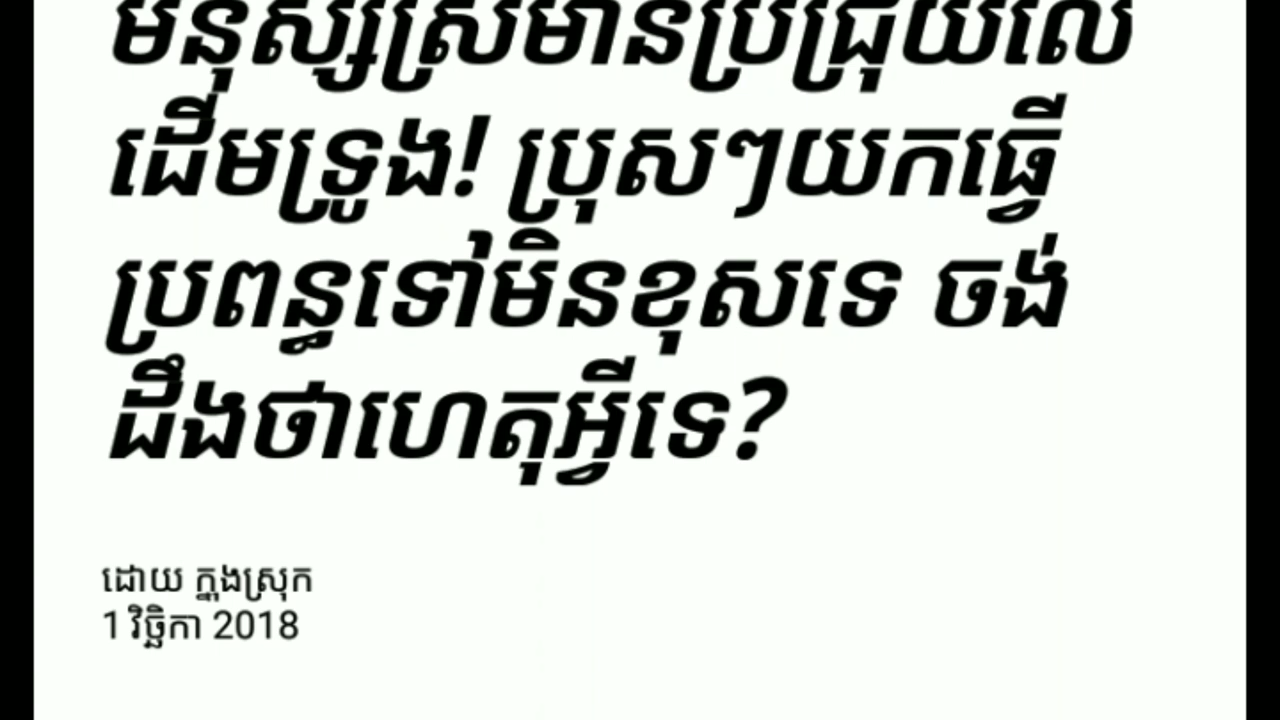 មនុស្សស្រីមានប្រជ្រុយលើ
ដើមទ្រូង! ប្រុសៗយកធ្វើ
ប្រពន្ធទៅមិនខុសទេ ចង់
ដឹងថាហេតុអ្វីទេ?
ដោយ ក្នុងស្រុក
1 វិច្ឆិកា 2018